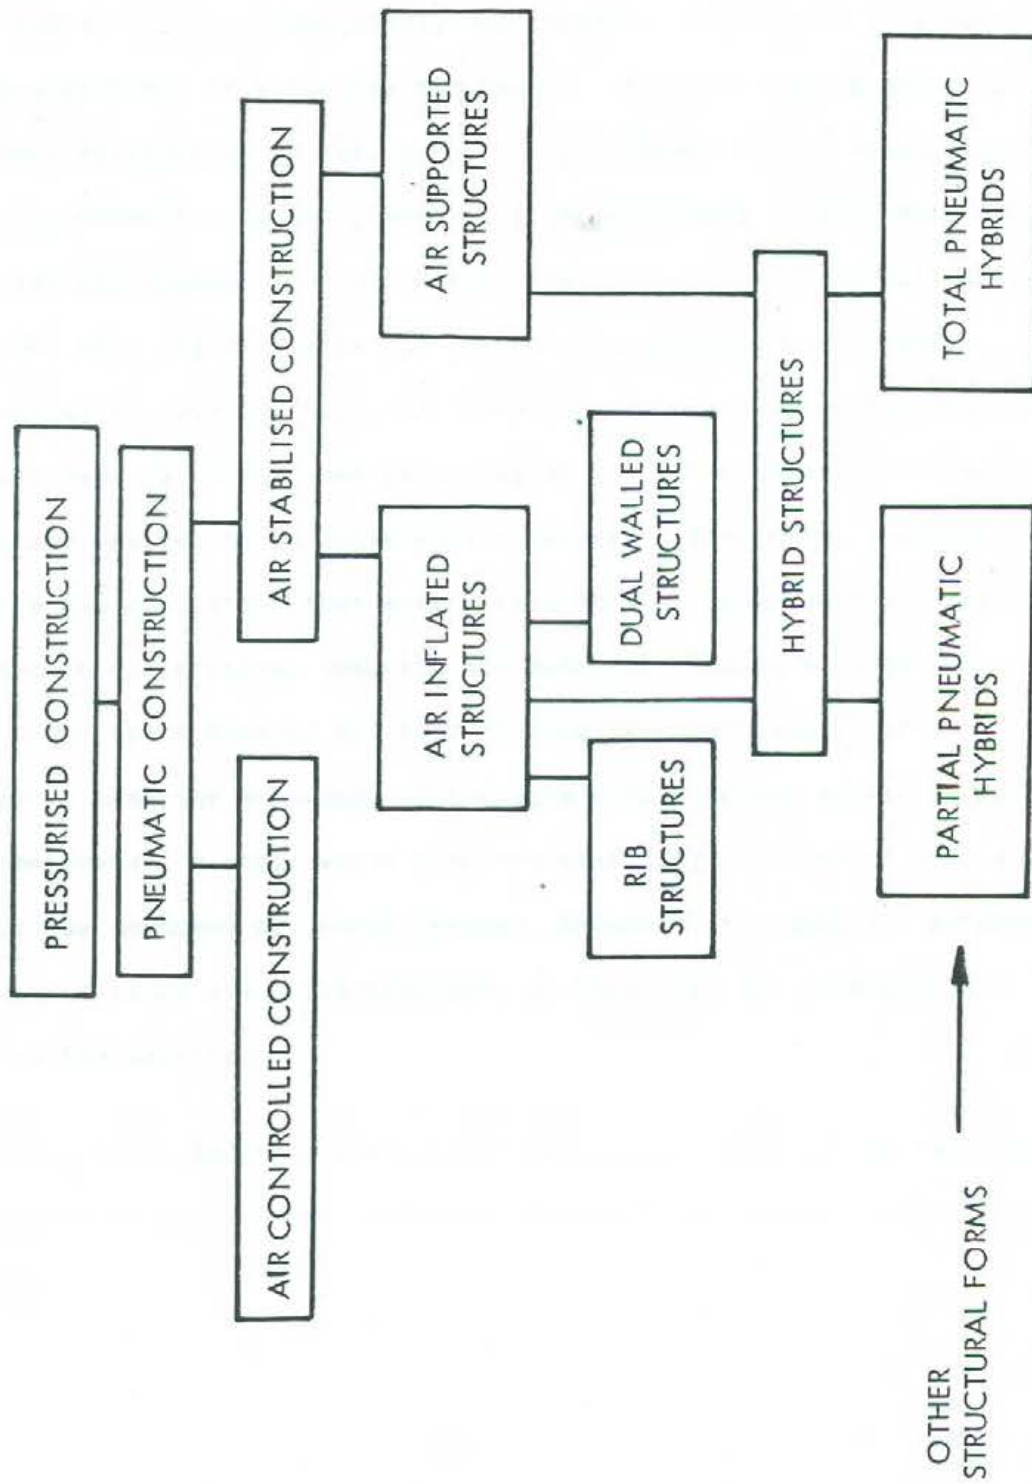 PRESSURISED CONSTRUCTION
PNEUMATIC CONSTRUCTION
AIR CONTROLLED CONSTRUCTION
AIR STABILISED CONSTRUCTION
AIR INFLATED
STRUCTURES
AIR SUPPORTED
STRUCTURES
RIB
STRUCTURES
DUAL WALLED
STRUCTURES
HYBRID STRUCTURES
OTHER
STRUCTURAL FORMS
PARTIAL PNEUMATIC
HYBRIDS
TOTAL PNEUMATIC
HYBRIDS